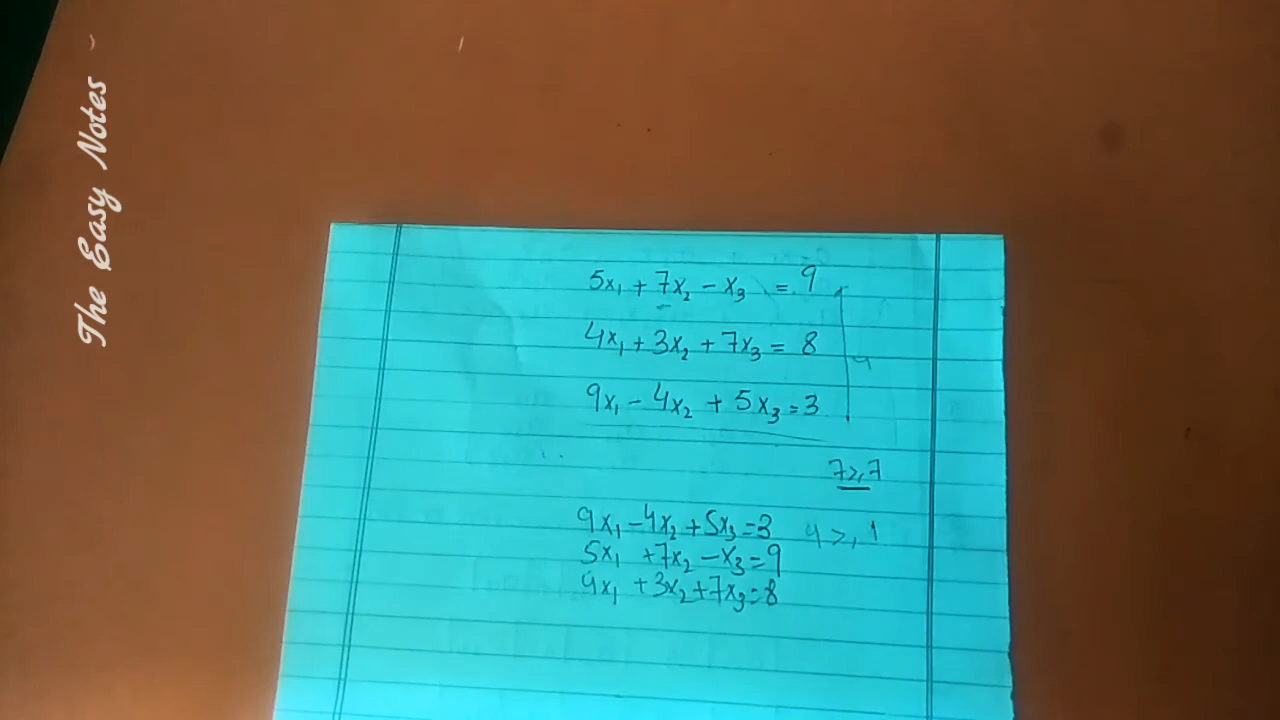 The Easy Notes
5x₁ + 7x₂ - x₃ = 9
4x₁ + 3x₂ + 7x₃ = 8
9x₁ - 4x₂ + 5x₃ = 3
7≥7
9x₁ - 4x₂ + 5x₃ = 3
5x₁ + 7x₂ - x₃ = 9
4x₁ + 3x₂ + 7x₃ = 8